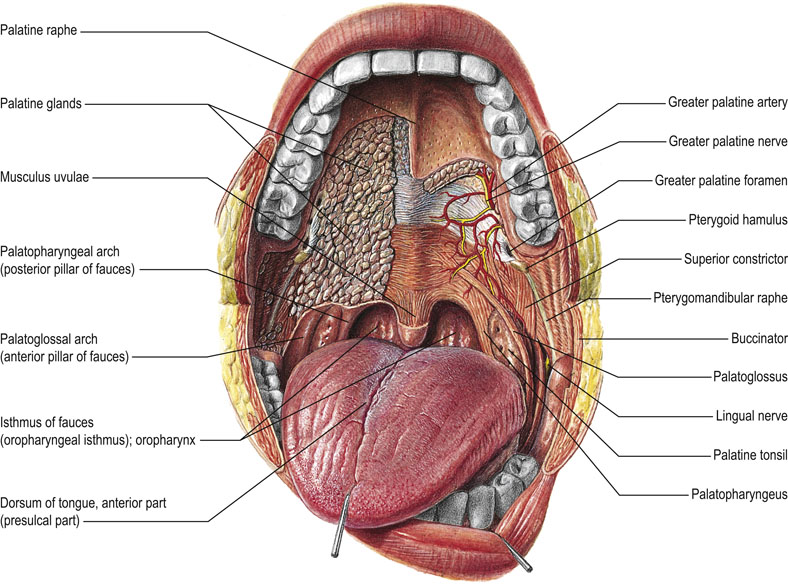 Palatine raphe
Palatine glands
Musculus uvulae
Palatopharyngeal arch
(posterior pillar of fauces)
Palatoglossal arch
(anterior pillar of fauces)
Isthmus of fauces
(oropharyngeal isthmus); oropharynx
Dorsum of tongue, anterior part
(presulcal part)
Greater palatine artery
Greater palatine nerve
Greater palatine foramen
Pterygoid hamulus
Superior constrictor
Pterygomandibular raphe
Buccinator
Palatoglossus
Lingual nerve
Palatine tonsil
Palatopharyngeus